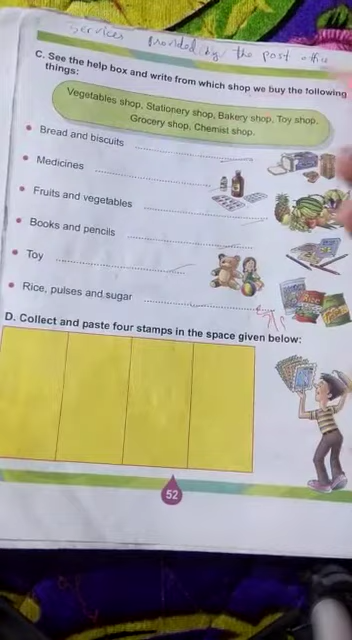 Services provided by the post office
C. See the help box and write from which shop we buy the following
things:
Vegetables shop, Stationery shop, Bakery shop, Toy shop,
Grocery shop, Chemist shop.
• Bread and biscuits
• Medicines
• Fruits and vegetables
• Books and pencils
• Toy
• Rice, pulses and sugar
D. Collect and paste four stamps in the space given below:
52